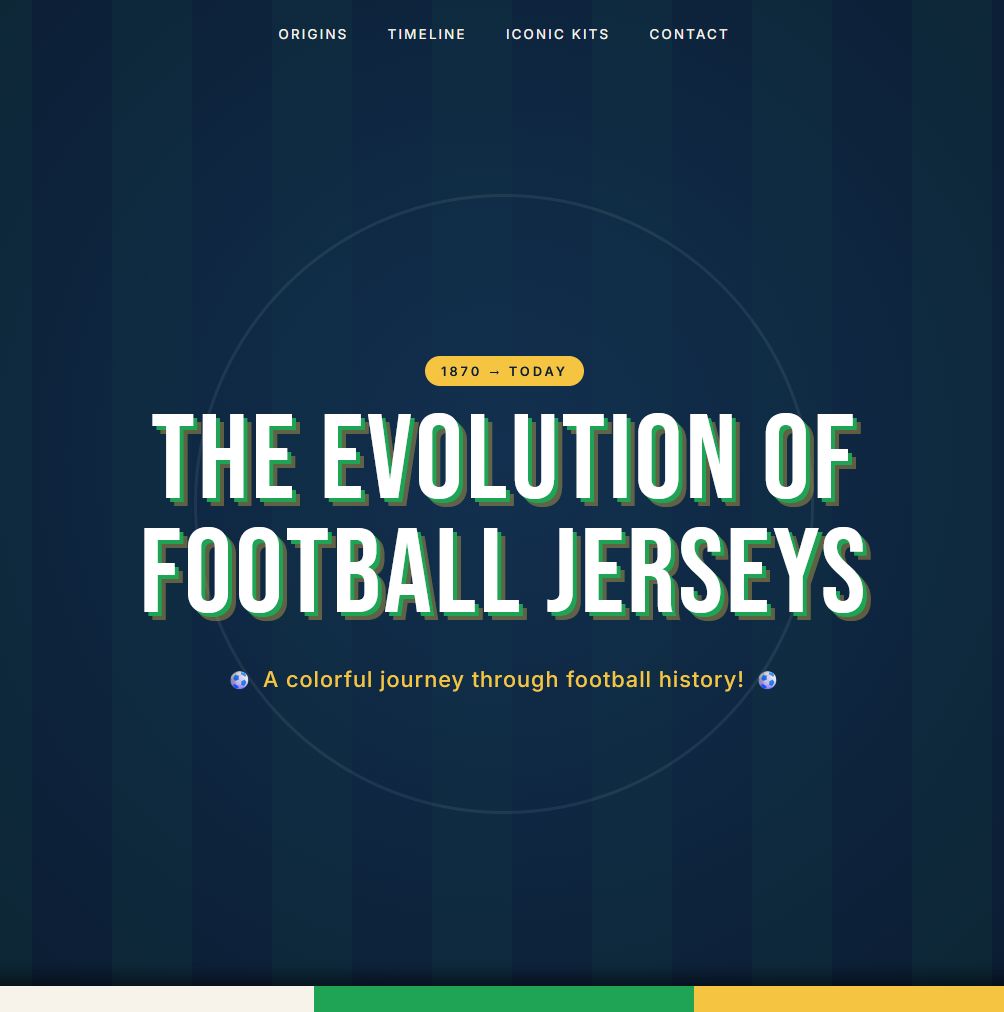 ORIGINS TIMELINE ICONIC KITS CONTACT
1870 → TODAY
THE EVOLUTION OF
FOOTBALL JERSEYS
A colorful journey through football history!